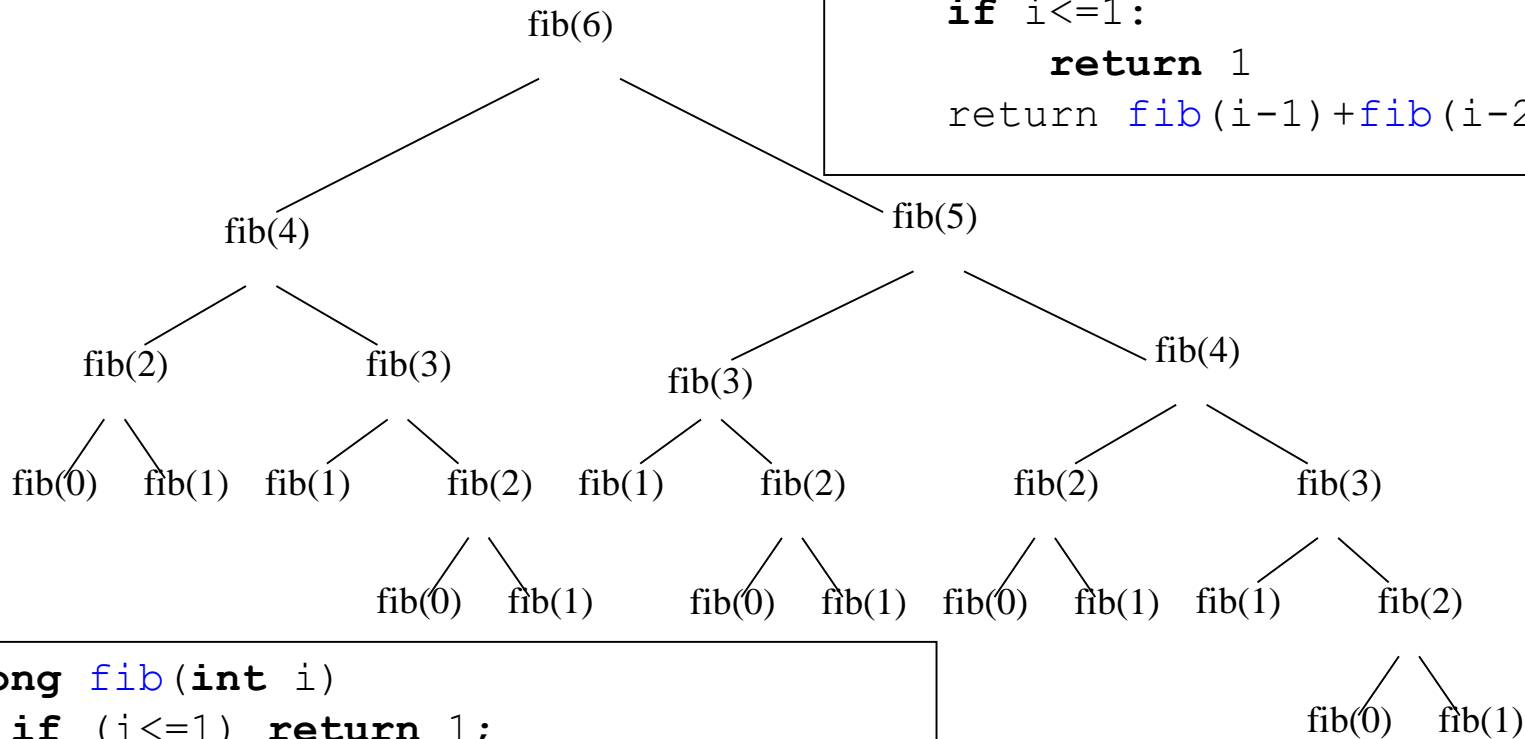 fib(6)
if i<=1:
return 1
return fib(i-1)+fib(i-2
fib(4)
fib(5)
fib(2)
fib(3)
fib(3)
fib(4)
fib(0)
fib(1)
fib(1)
fib(2)
fib(1)
fib(2)
fib(2)
fib(3)
fib(0)
fib(1)
fib(0)
fib(1)
fib(0)
fib(1)
fib(1)
fib(2)
fib(0)
fib(1)
ong fib(int i)
if (i<=1) return 1;